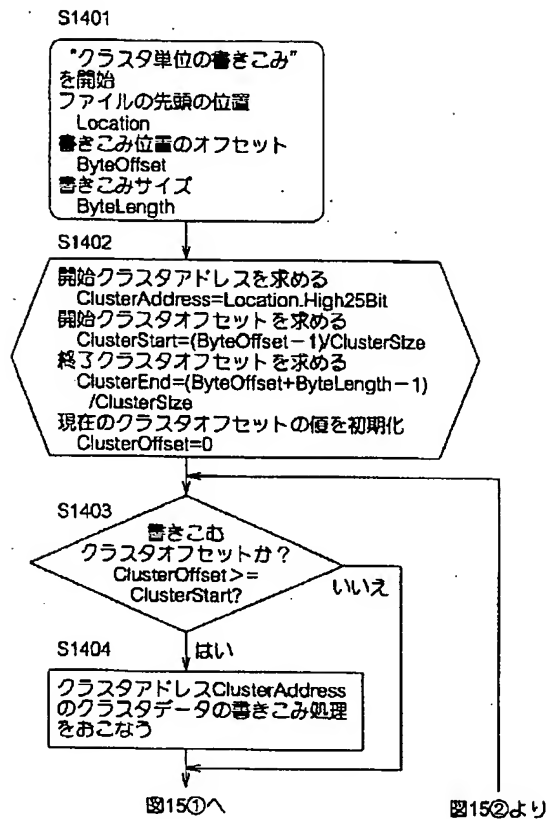 S1401
"クラスタ単位の書きこみ"
を開始
ファイルの先頭の位置
Location
書きこみ位置のオフセット
ByteOffset
書きこみサイズ
ByteLength
S1402
開始クラスタアドレスを求める
ClusterAddress=Location.High25Bit
開始クラスタオフセットを求める
ClusterStart=(ByteOffset−1)/ClusterSize
終了クラスタオフセットを求める
ClusterEnd=(ByteOffset+ByteLength−1)
/ClusterSize
現在のクラスタオフセットの値を初期化
ClusterOffset=0
S1403
書きこむ
クラスタオフセットか?
ClusterOffset>=
ClusterStart?
いいえ
はい
S1404
クラスタアドレスClusterAddress
のクラスタデータの書きこみ処理
をおこなう
図15①へ
図15②より